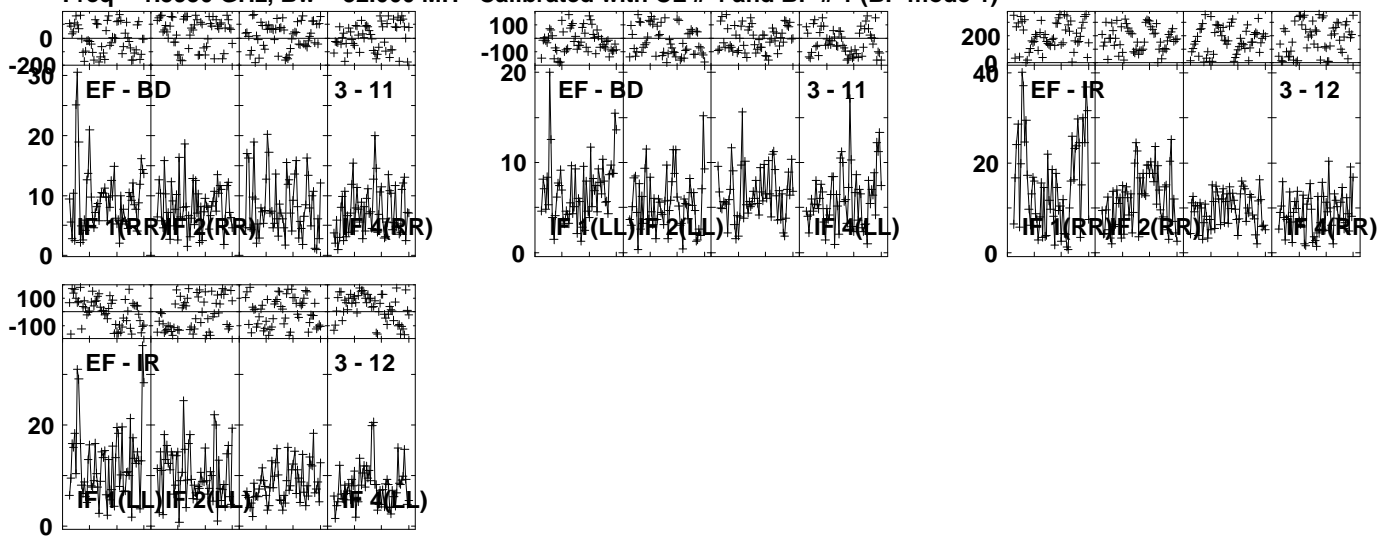 Calibrated with CL # 4 and BP # 1 (BP mode 1)
100
-100
200
0
0
-200
30
EF - BD
3 - 11
20
10
0
IF 1(RR)
IF 2(RR)
IF 4(RR)
20
EF - BD
3 - 11
10
0
IF 1(LL)
IF 2(LL)
IF 4(LL)
40
EF - IR
3 - 12
20
0
IF 1(RR)
IF 2(RR)
IF 4(RR)
100
-100
EF - IR
3 - 12
20
0
IF 1(LL)
IF 2(LL)
IF 4(LL)